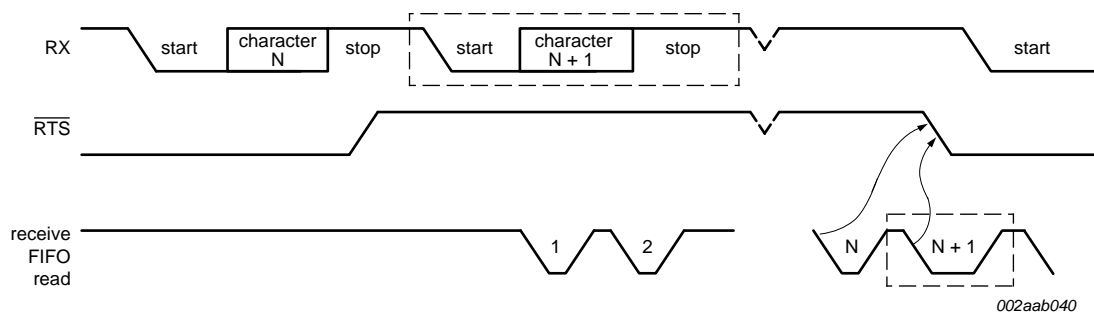 RX
start
character
N
stop
start
character
N + 1
stop
start
RTS
receive
FIFO
read
1
2
N
N + 1
002aab040